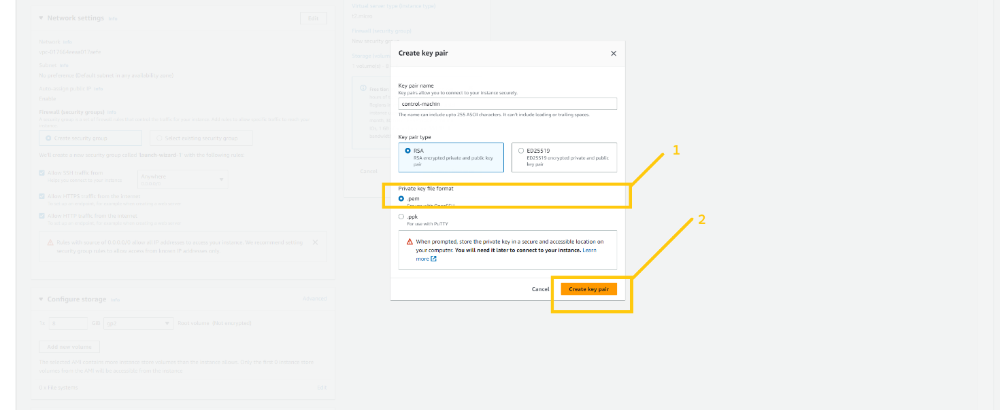 Network settings Info
Edit
Network Info
Subnet Info
No preference (Default subnet in any availability zone)
Auto-assign public IP Info
Enable
Firewall (security groups) Info
Create security group
Select existing security group
We'll create a new security group called 'launch-wizard-1' with the following rules:
Allow SSH traffic from
Helps you connect to your instance
Anywhere
0.0.0.0/0
Allow HTTPS traffic from the internet
To set up an endpoint, for example when creating a web server
Allow HTTP traffic from the internet
To set up an endpoint, for example when creating a web server
Rules with source of 0.0.0.0/0 allow all IP addresses to access your instance. We recommend setting
security group rules to allow access from known IP addresses only.
Configure storage Info
Advanced
1x 8 GiB gp2 Root volume (Not encrypted)
Add new volume
The selected AMI contains more instance store volumes than the instance allows. Only the first 0 instance store
volumes from the AMI will be accessible from the instance
0 x File systems
Edit
Virtual server type (instance type)
t2.micro
Firewall (security group)
New security gr
Storage (volum
1 volume(s) - 8
Free tier:
Cancel
Create key pair
Key pair name
Key pairs allow you to connect to your instance securely.
control-machin
The name can include upto 255 ASCII characters. It can't include leading or trailing spaces.
Key pair type
RSA
RSA encrypted private and public key
pair
ED25519
ED25519 encrypted private and public
key pair
Private key file format
.pem
For use with OpenSSH
.ppk
For use with PuTTY
When prompted, store the private key in a secure and accessible location on
your computer. You will need it later to connect to your instance. Learn
more
Cancel
Create key pair
1
2